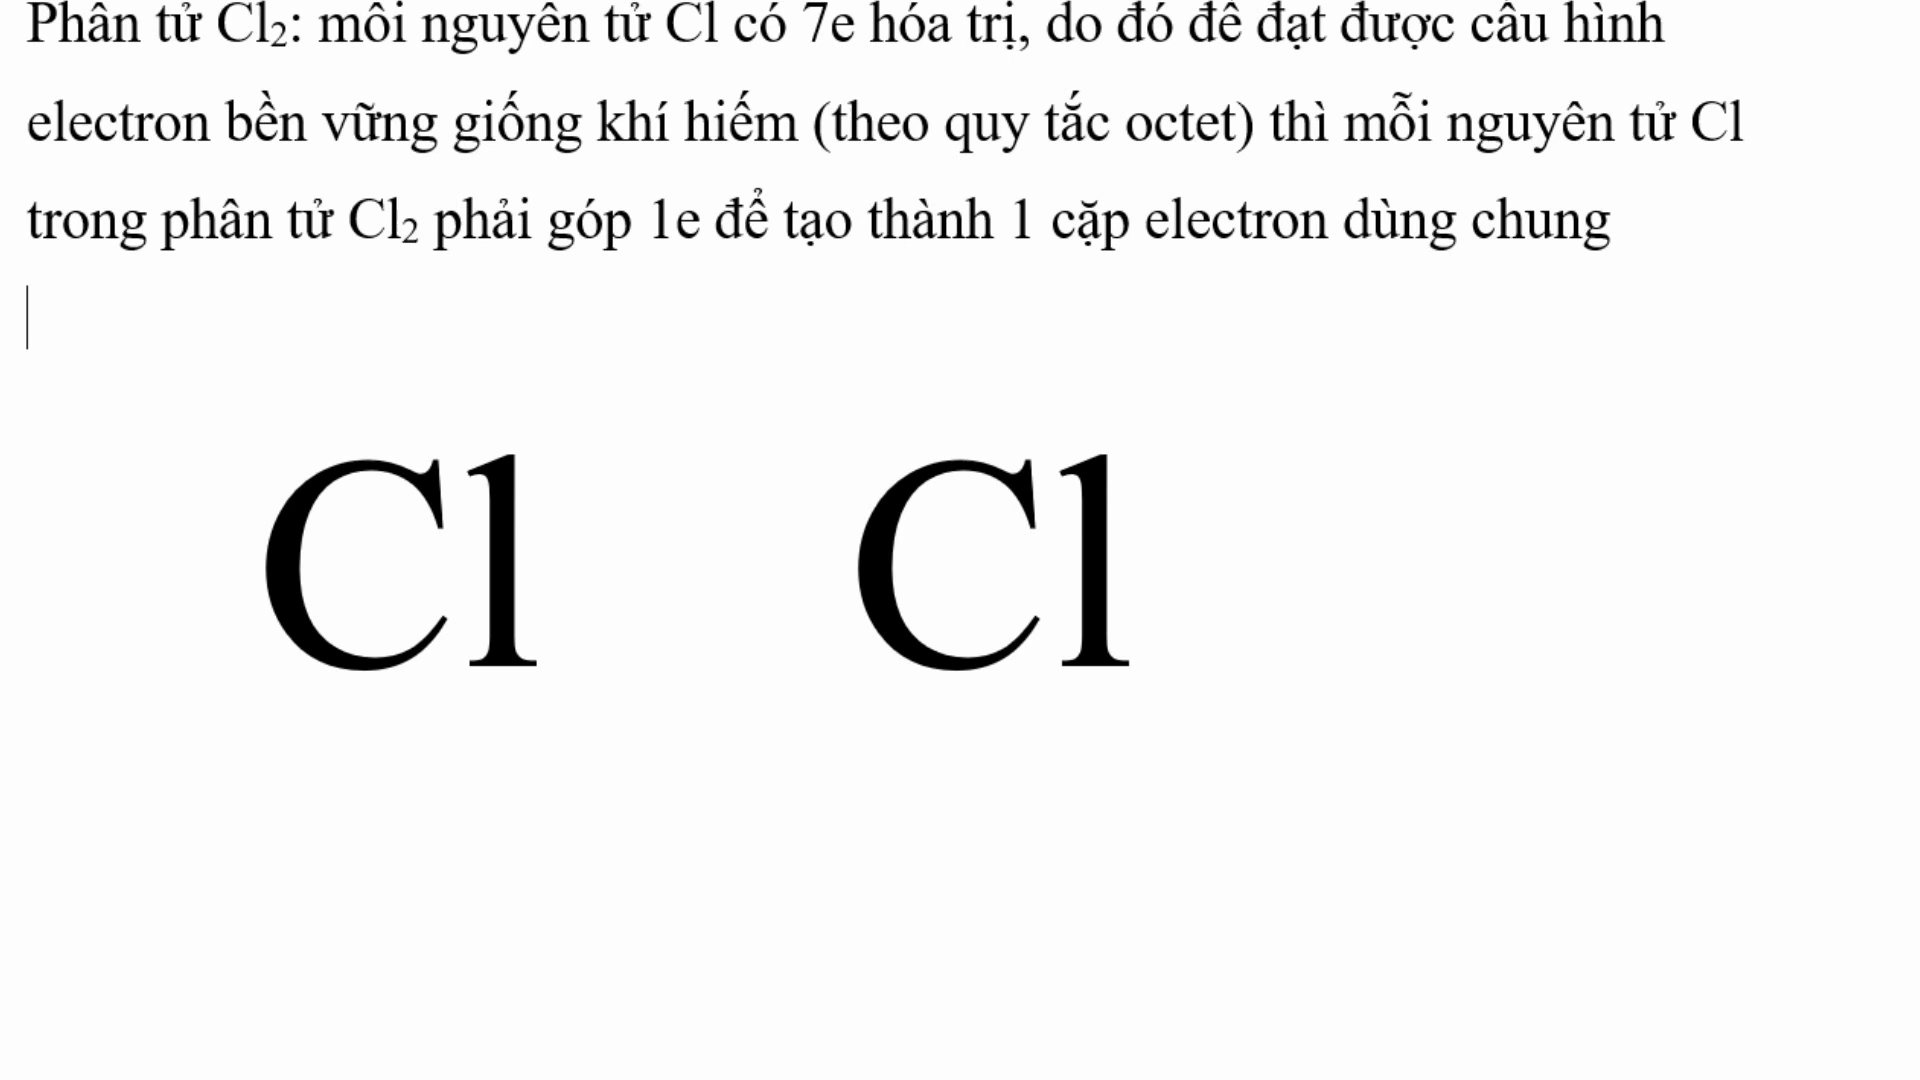 Phân tử Cl₂: mỗi nguyên tử Cl có 7e hóa trị, do đó để đạt được cấu hình
electron bền vững giống khí hiếm (theo quy tắc octet) thì mỗi nguyên tử Cl
trong phân tử Cl₂ phải góp 1e để tạo thành 1 cặp electron dùng chung
Cl Cl